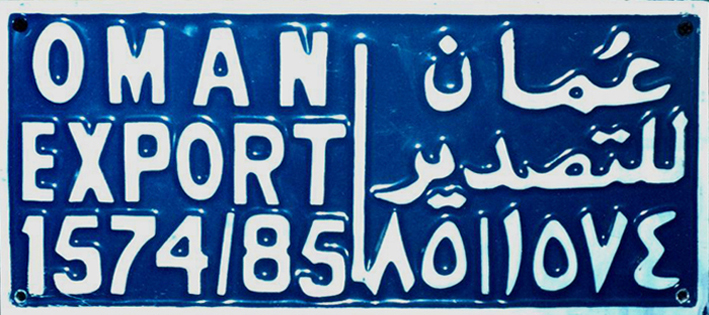 OMAN
EXPORT
1574/85
عُمان
للتصدير
٨٥/١٥٧٤